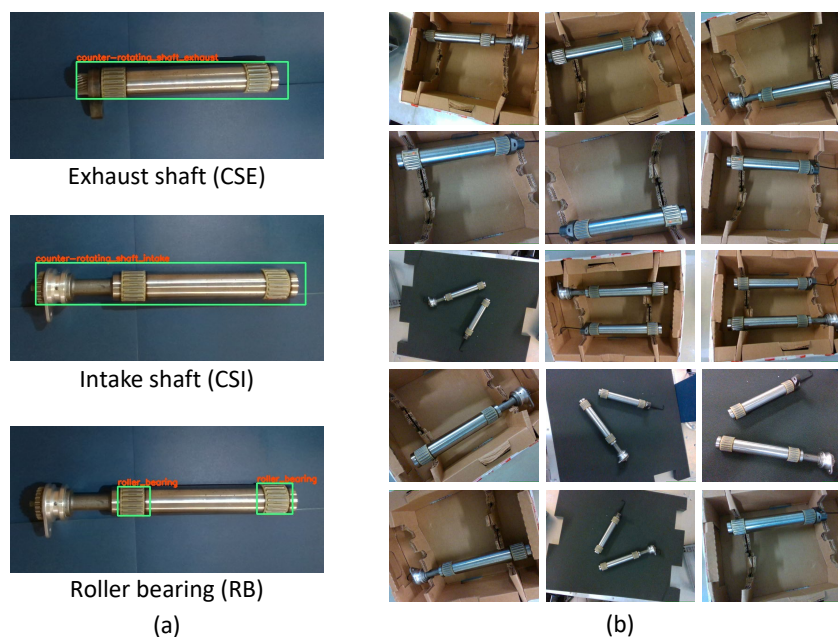 counter-rotating_shaft_exhaust
Exhaust shaft (CSE)
counter-rotating_shaft_intake
Intake shaft (CSI)
roller_bearing
roller_bearing
Roller bearing (RB)
(a)
(b)